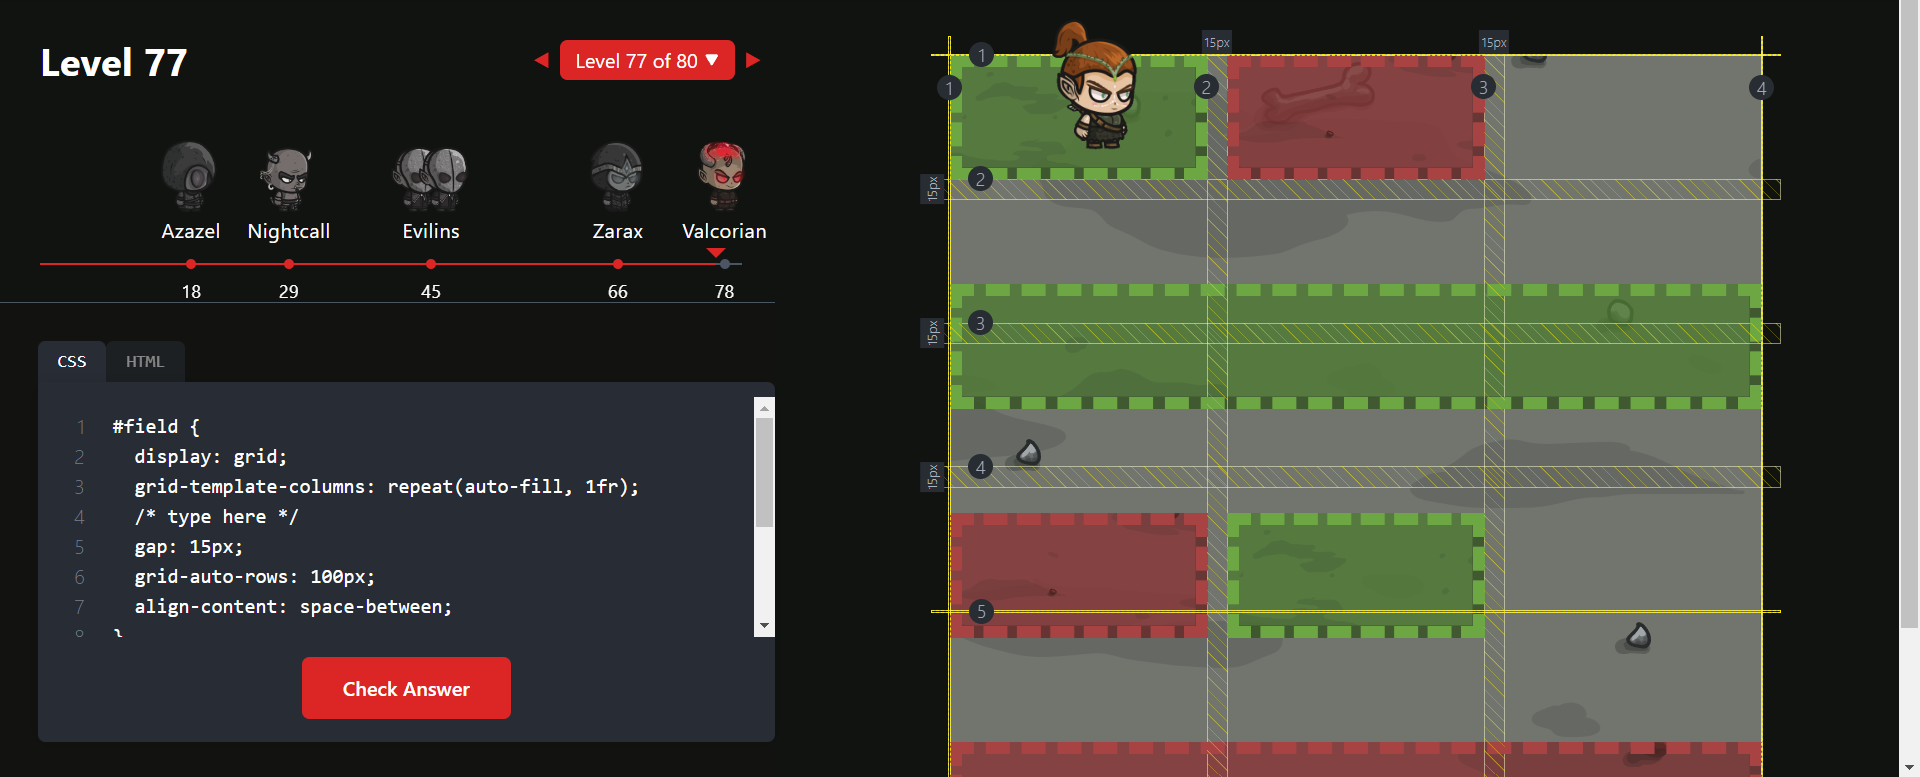 Level 77
Level 77 of 80 ▼
Azazel
Nightcall
Evilins
Zarax
Valcorian
18
29
45
66
78
CSS
HTML
1 #field {
2 display: grid;
3 grid-template-columns: repeat(auto-fill, 1fr);
4 /* type here */
5 gap: 15px;
6 grid-auto-rows: 100px;
7 align-content: space-between;
8 }
Check Answer
15px
15px
1
1
2
3
4
2
15px
3
15px
4
15px
5